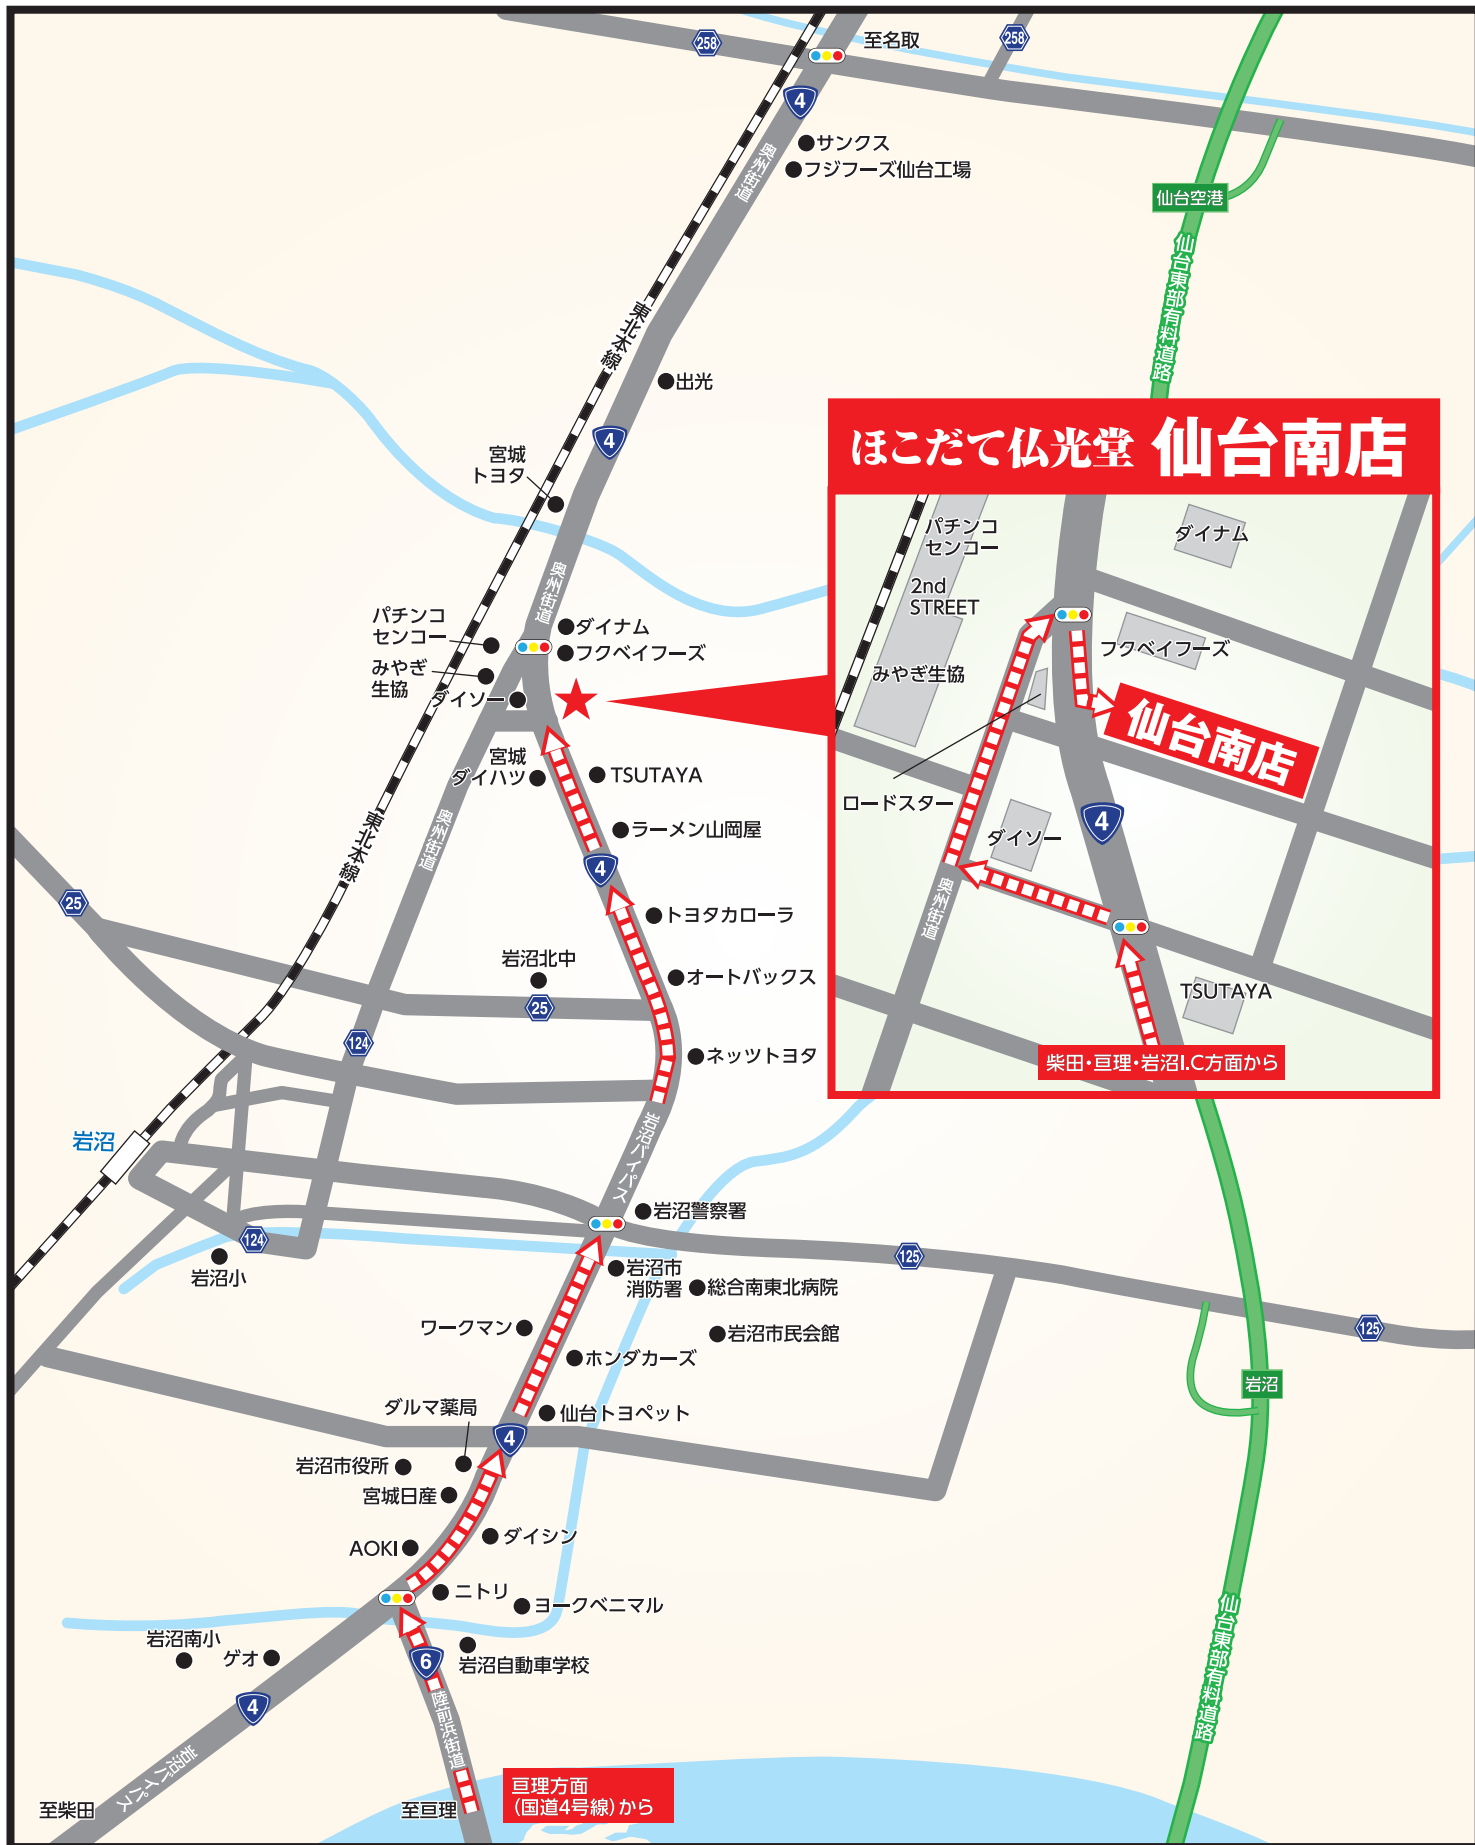 258
至名取
258
4
サンクス
フジフーズ仙台工場
奥州街道
仙台空港
仙台東部有料道路
東北本線
出光
4
宮城
トヨタ
奥州街道
パチンコ
センコー
ダイナム
フクベイフーズ
みやぎ
生協
ダイソー
宮城
ダイハツ
TSUTAYA
ラーメン山岡屋
奥州街道
東北本線
4
25
トヨタカローラ
岩沼北中
オートバックス
25
124
ネッツトヨタ
岩沼
岩沼バイパス
岩沼警察署
124
岩沼小
岩沼市
消防署
総合南東北病院
125
125
ワークマン
岩沼市民会館
ホンダカーズ
岩沼
ダルマ薬局
仙台トヨペット
4
岩沼市役所
宮城日産
ダイシン
AOKI
ニトリ
ヨークベニマル
岩沼南小
ゲオ
岩沼自動車学校
6
4
陸前浜街道
岩沼バイパス
仙台東部有料道路
至柴田
至亘理
亘理方面
(国道4号線)から
ほこだて仏光堂 仙台南店
パチンコ
センコー
ダイナム
2nd
STREET
フクベイフーズ
みやぎ生協
仙台南店
ロードスター
4
ダイソー
奥州街道
TSUTAYA
柴田・亘理・岩沼I.C方面から